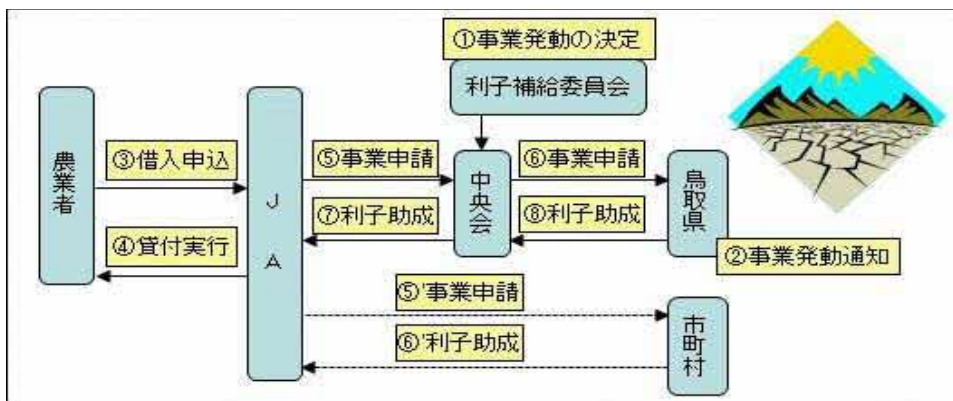 ①事業発動の決定
利子補給委員会
農業者
③借入申込
④貸付実行
JA
⑤事業申請
⑦利子助成
中央会
⑥事業申請
⑧利子助成
鳥取県
②事業発動通知
⑤'事業申請
⑥'利子助成
市町村